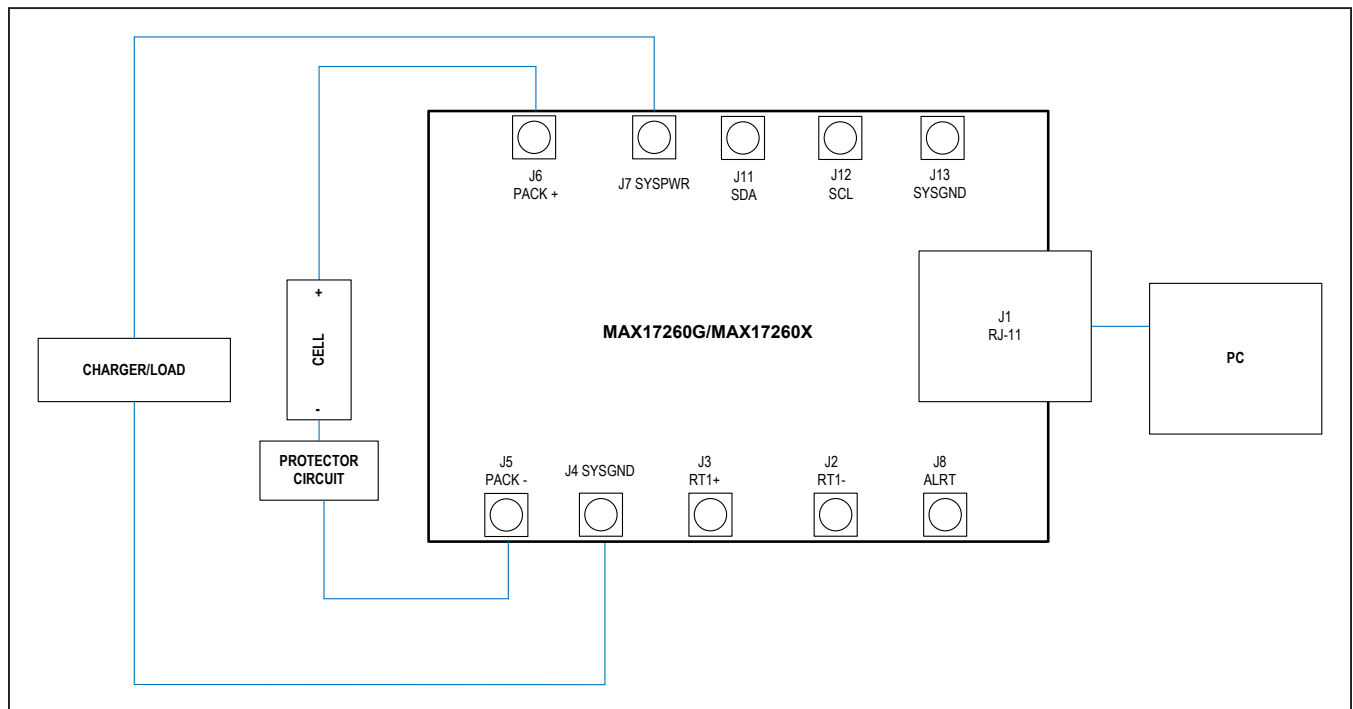 J6
PACK +
J7 SYSPWR
J11
SDA
J12
SCL
J13
SYSGND
+
CELL
-
CHARGER/LOAD
PROTECTOR
CIRCUIT
MAX17260G/MAX17260X
J1
RJ-11
PC
J5
PACK -
J4 SYSGND
J3
RT1+
J2
RT1-
J8
ALRT